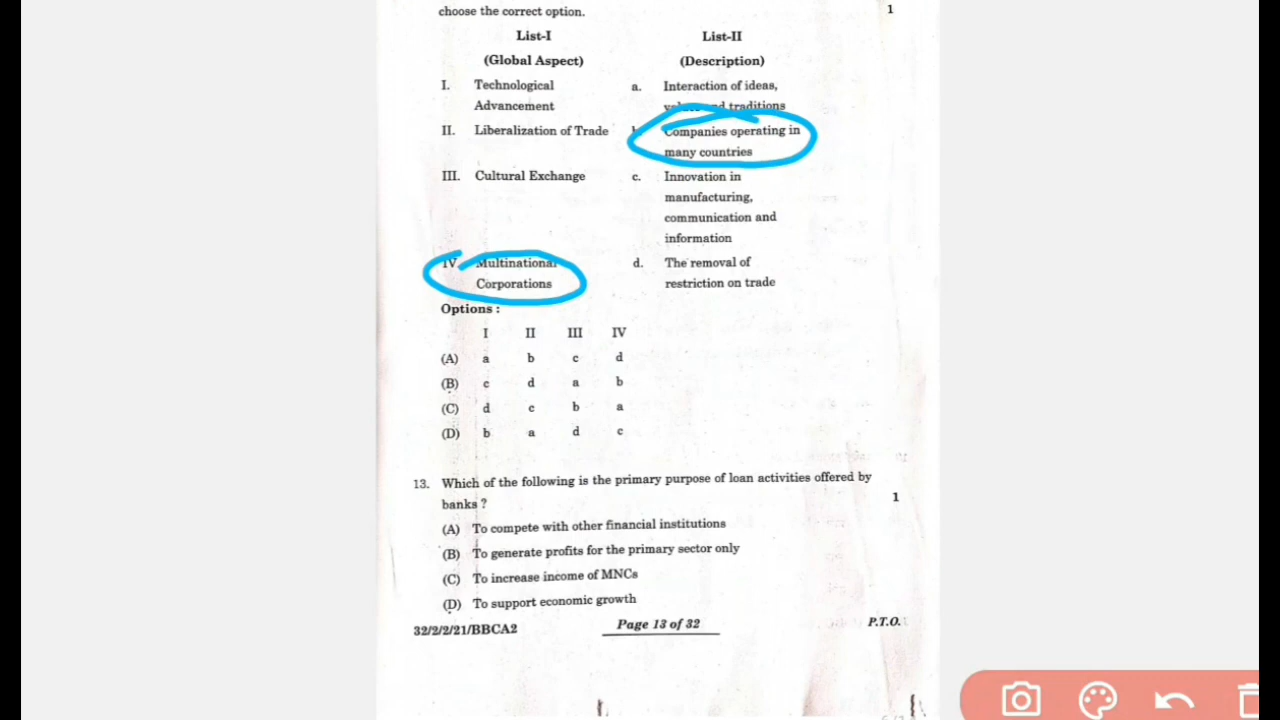 choose the correct option. 1
List-I List-II
(Global Aspect) (Description)
I. Technological a. Interaction of ideas,
Advancement and traditions
II. Liberalization of Trade Companies operating in
many countries
III. Cultural Exchange c. Innovation in
manufacturing,
communication and
information
IV Multinational d. The removal of
Corporations restriction on trade
Options :
I II III IV
(A) a b c d
(B) c d a b
(C) d c b a
(D) b a d c
13. Which of the following is the primary purpose of loan activities offered by
banks ? 1
(A) To compete with other financial institutions
(B) To generate profits for the primary sector only
(C) To increase income of MNCs
(D) To support economic growth
32/2/2/21/BBCA2 Page 13 of 32 P.T.O.